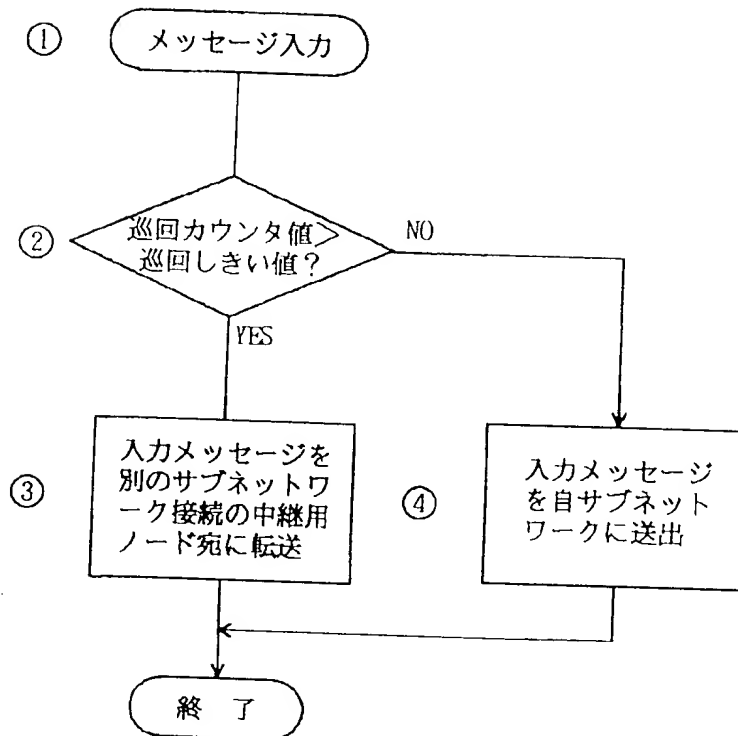 ① メッセージ入力
② 巡回カウンタ値>
巡回しきい値?
NO
YES
③ 入力メッセージを
別のサブネットワ
ーク接続の中継用
ノード宛に転送
④ 入力メッセージ
を自サブネット
ワークに送出
終 了